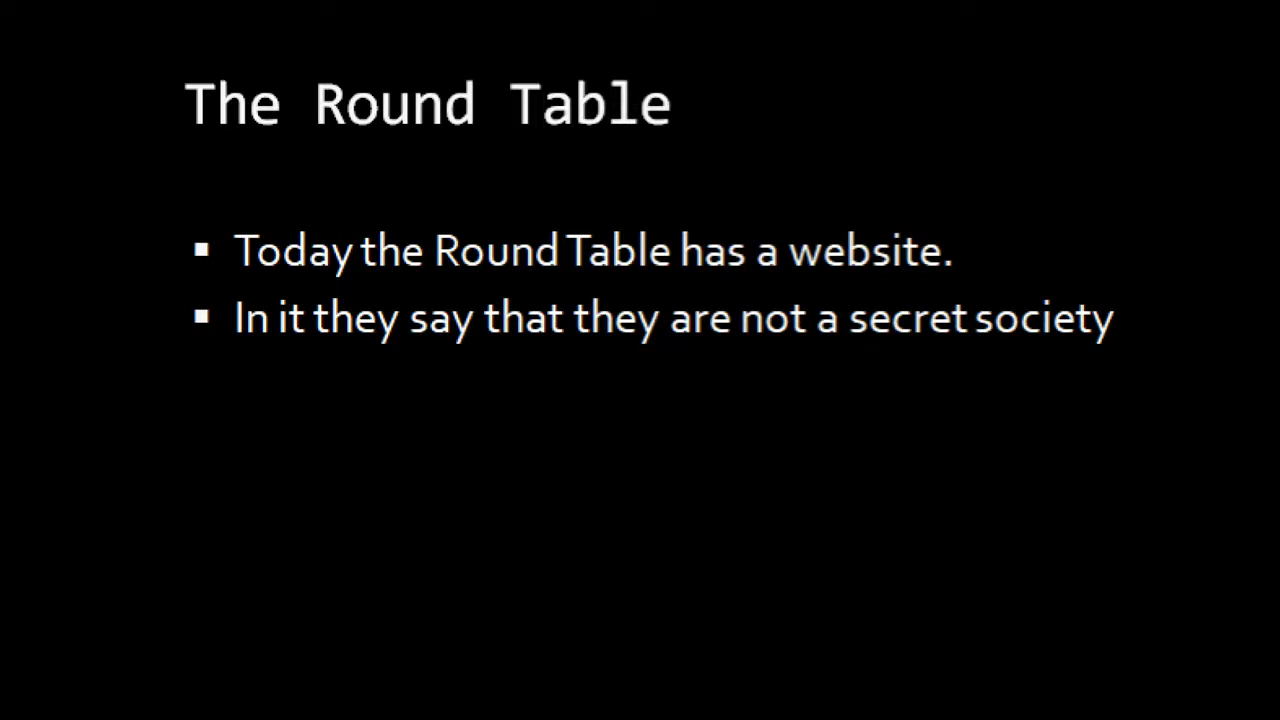 The Round Table
▪ Today the Round Table has a website.
▪ In it they say that they are not a secret society